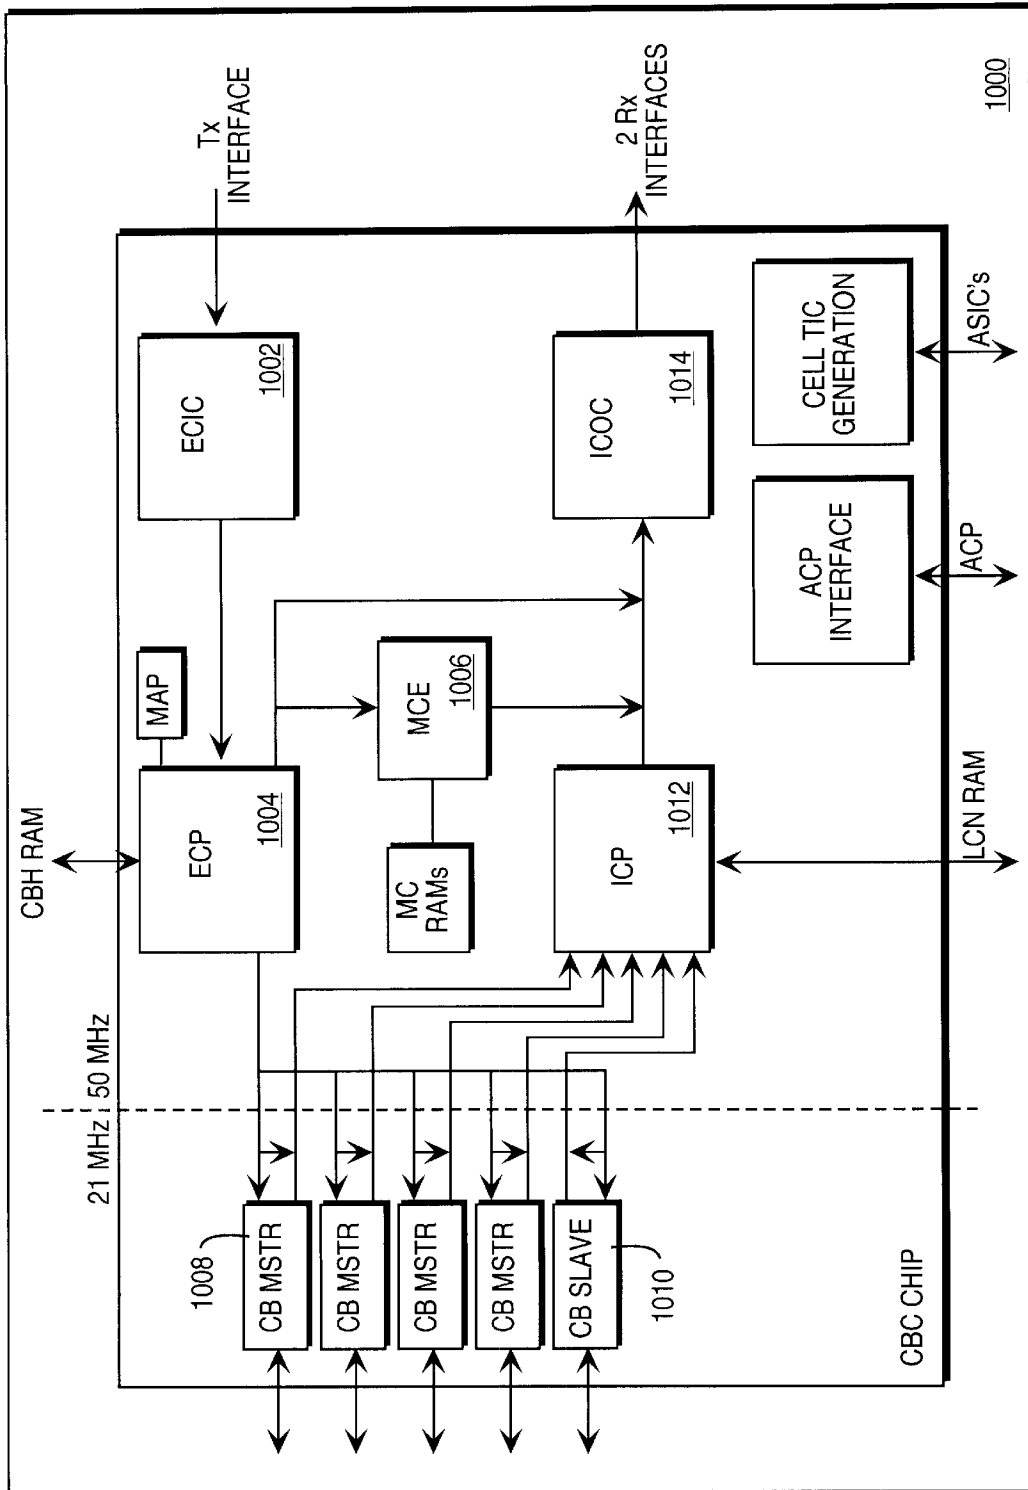 CBH RAM
Tx
INTERFACE
21 MHz
50 MHz
MAP
ECP
1004
ECIC
1002
CB MSTR
1008
CB MSTR
CB MSTR
CB MSTR
CB SLAVE
1010
MC
RAMs
MCE
1006
ICP
1012
ICOC
1014
2 Rx
INTERFACES
ACP
INTERFACE
CELL TIC
GENERATION
CBC CHIP
LCN RAM
ACP
ASIC's
1000